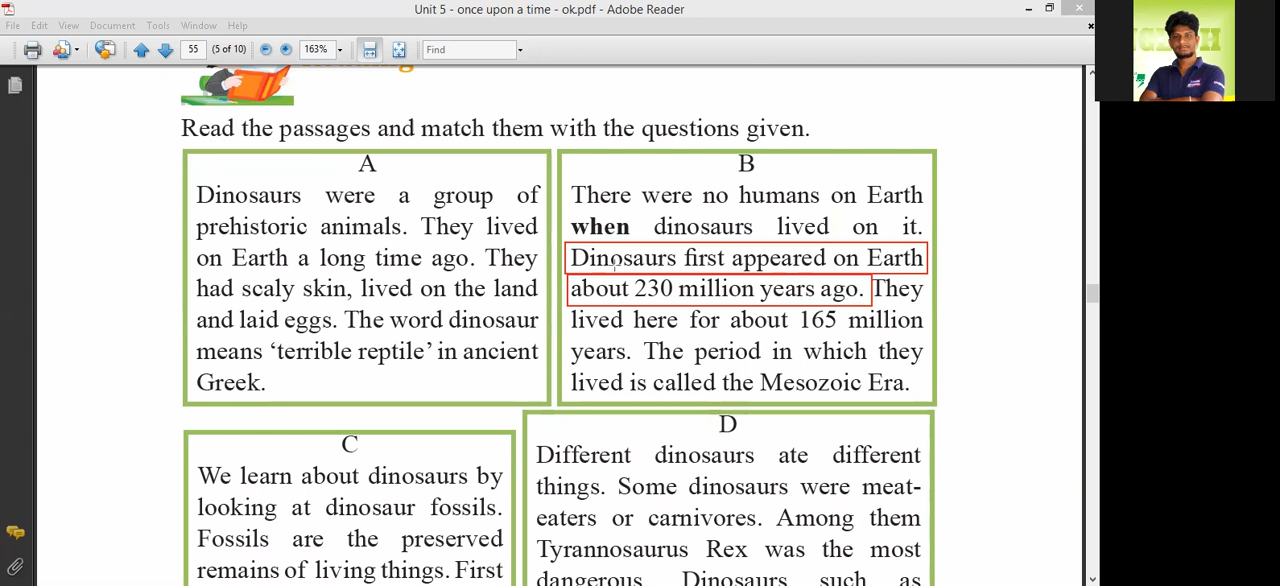 Unit 5 - once upon a time - ok.pdf - Adobe Reader
File Edit View Document Tools Window Help
55 (5 of 10) 163% Find
Read the passages and match them with the questions given.
A
Dinosaurs were a group of
prehistoric animals. They lived
on Earth a long time ago. They
had scaly skin, lived on the land
and laid eggs. The word dinosaur
means ‘terrible reptile’ in ancient
Greek.
B
There were no humans on Earth
when dinosaurs lived on it.
Dinosaurs first appeared on Earth
about 230 million years ago. They
lived here for about 165 million
years. The period in which they
lived is called the Mesozoic Era.
C
We learn about dinosaurs by
looking at dinosaur fossils.
Fossils are the preserved
remains of living things. First
D
Different dinosaurs ate different
things. Some dinosaurs were meat-
eaters or carnivores. Among them
Tyrannosaurus Rex was the most
dangerous. Dinosaurs such as